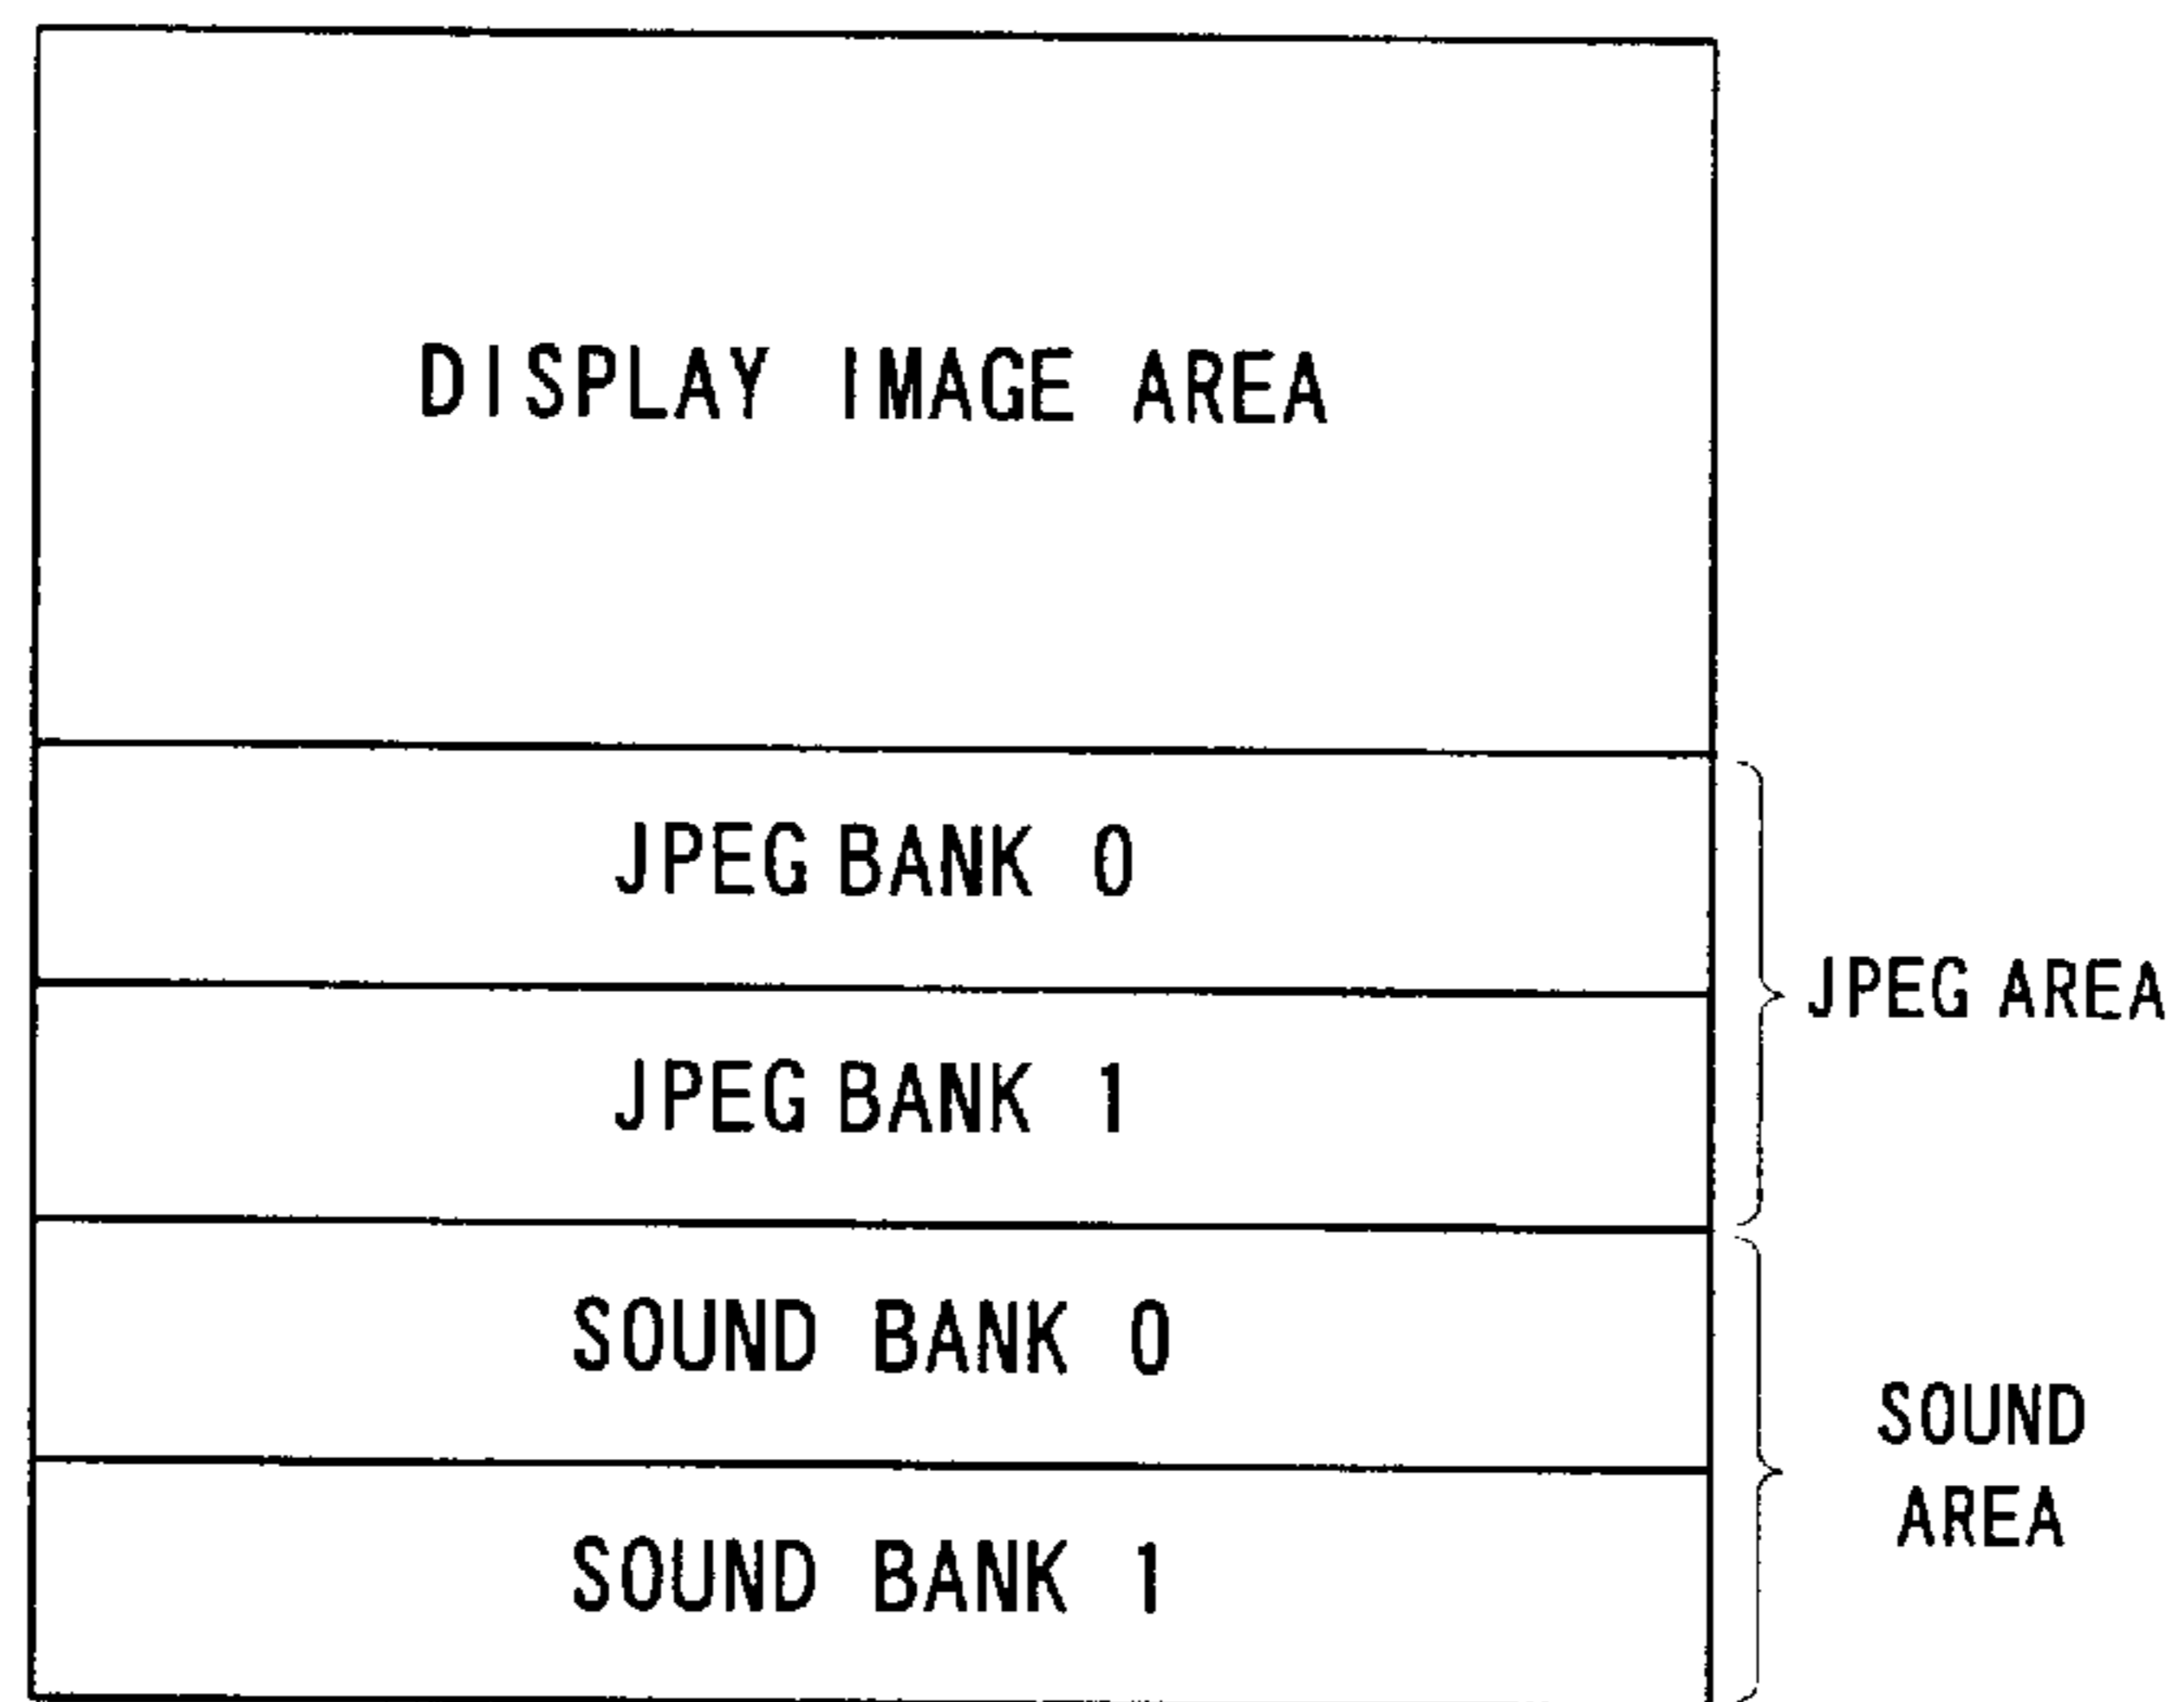 DISPLAY IMAGE AREA
JPEG BANK 0
JPEG BANK 1
JPEG AREA
SOUND BANK 0
SOUND BANK 1
SOUND
AREA